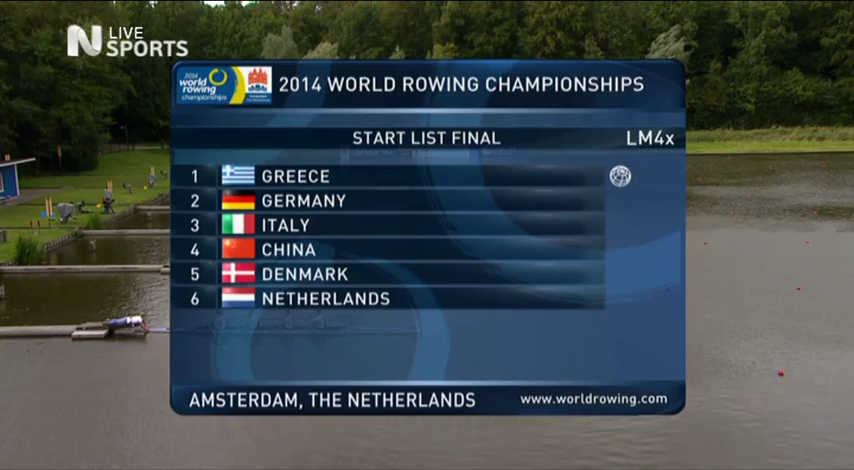 N LIVE
SPORTS
2014
world
rowing
championships
2014 WORLD ROWING CHAMPIONSHIPS
START LIST FINAL LM4x
1 GREECE
2 GERMANY
3 ITALY
4 CHINA
5 DENMARK
6 NETHERLANDS
AMSTERDAM, THE NETHERLANDS www.worldrowing.com